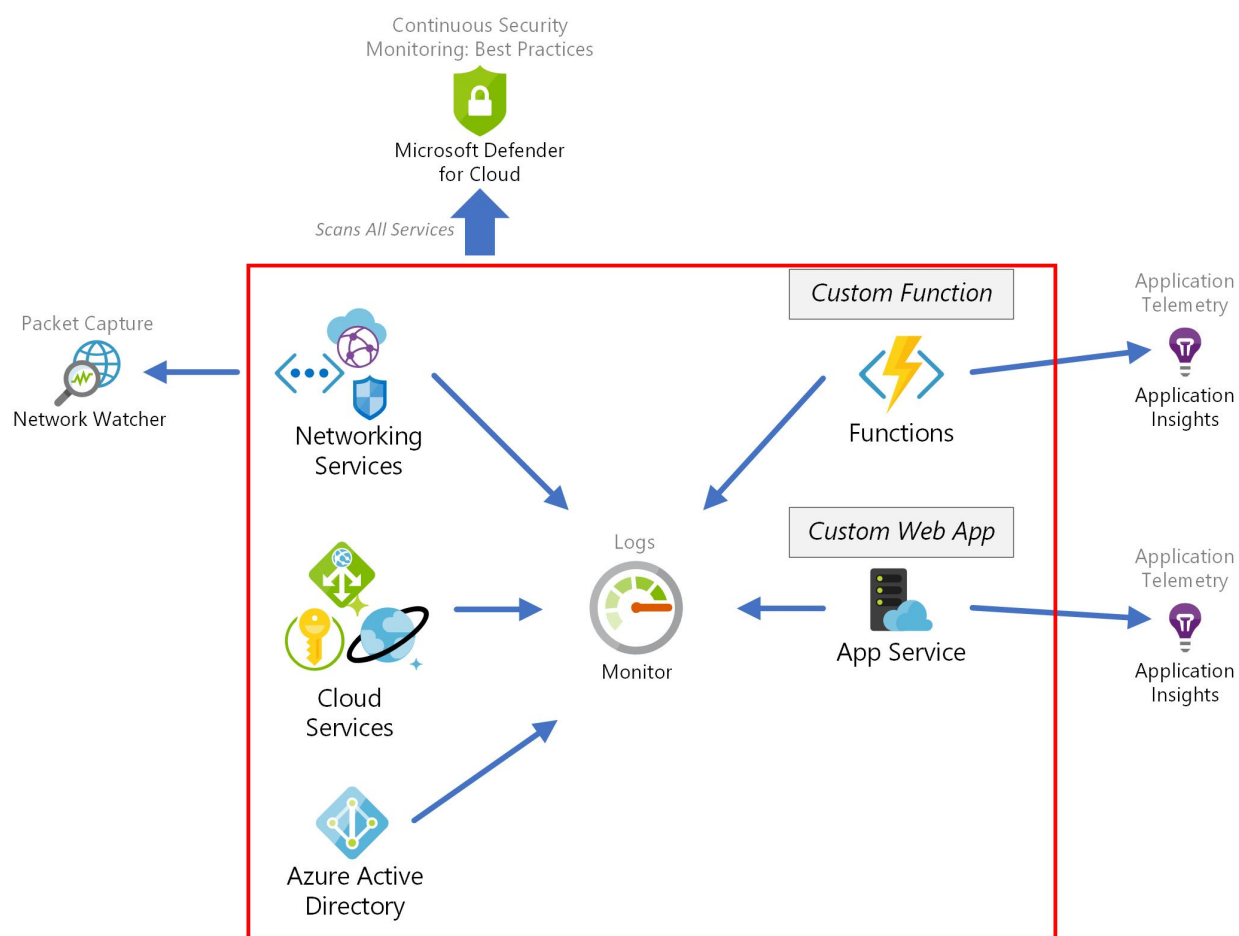 Continuous Security
Monitoring: Best Practices
Microsoft Defender
for Cloud
Scans All Services
Packet Capture
Network Watcher
Networking
Services
Custom Function
Functions
Application
Telemetry
Application
Insights
Logs
Monitor
Custom Web App
App Service
Application
Telemetry
Application
Insights
Cloud
Services
Azure Active
Directory